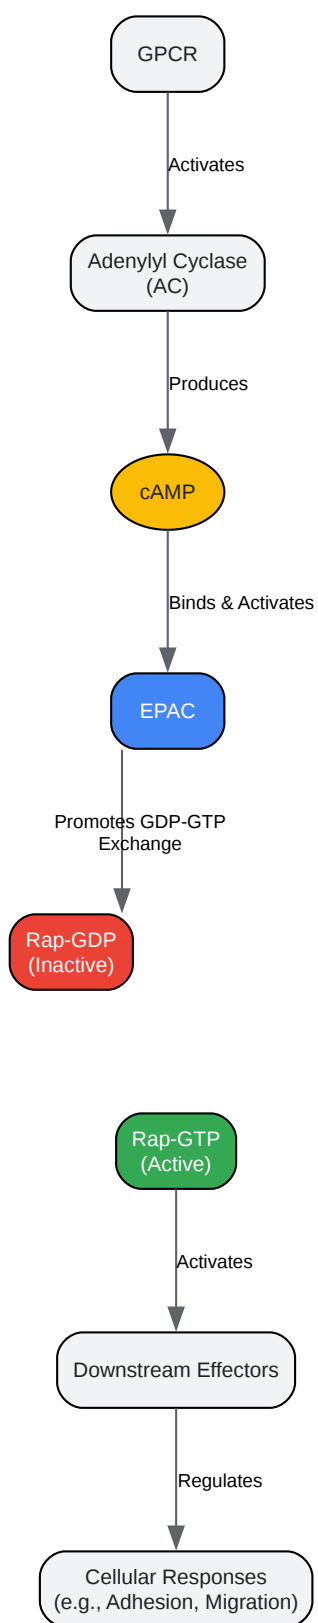 GPCR
Activates
Adenylyl Cyclase
(AC)
Produces
cAMP
Binds & Activates
EPAC
Promotes GDP-GTP
Exchange
Rap-GDP
(Inactive)
Rap-GTP
(Active)
Activates
Downstream Effectors
Regulates
Cellular Responses
(e.g., Adhesion, Migration)